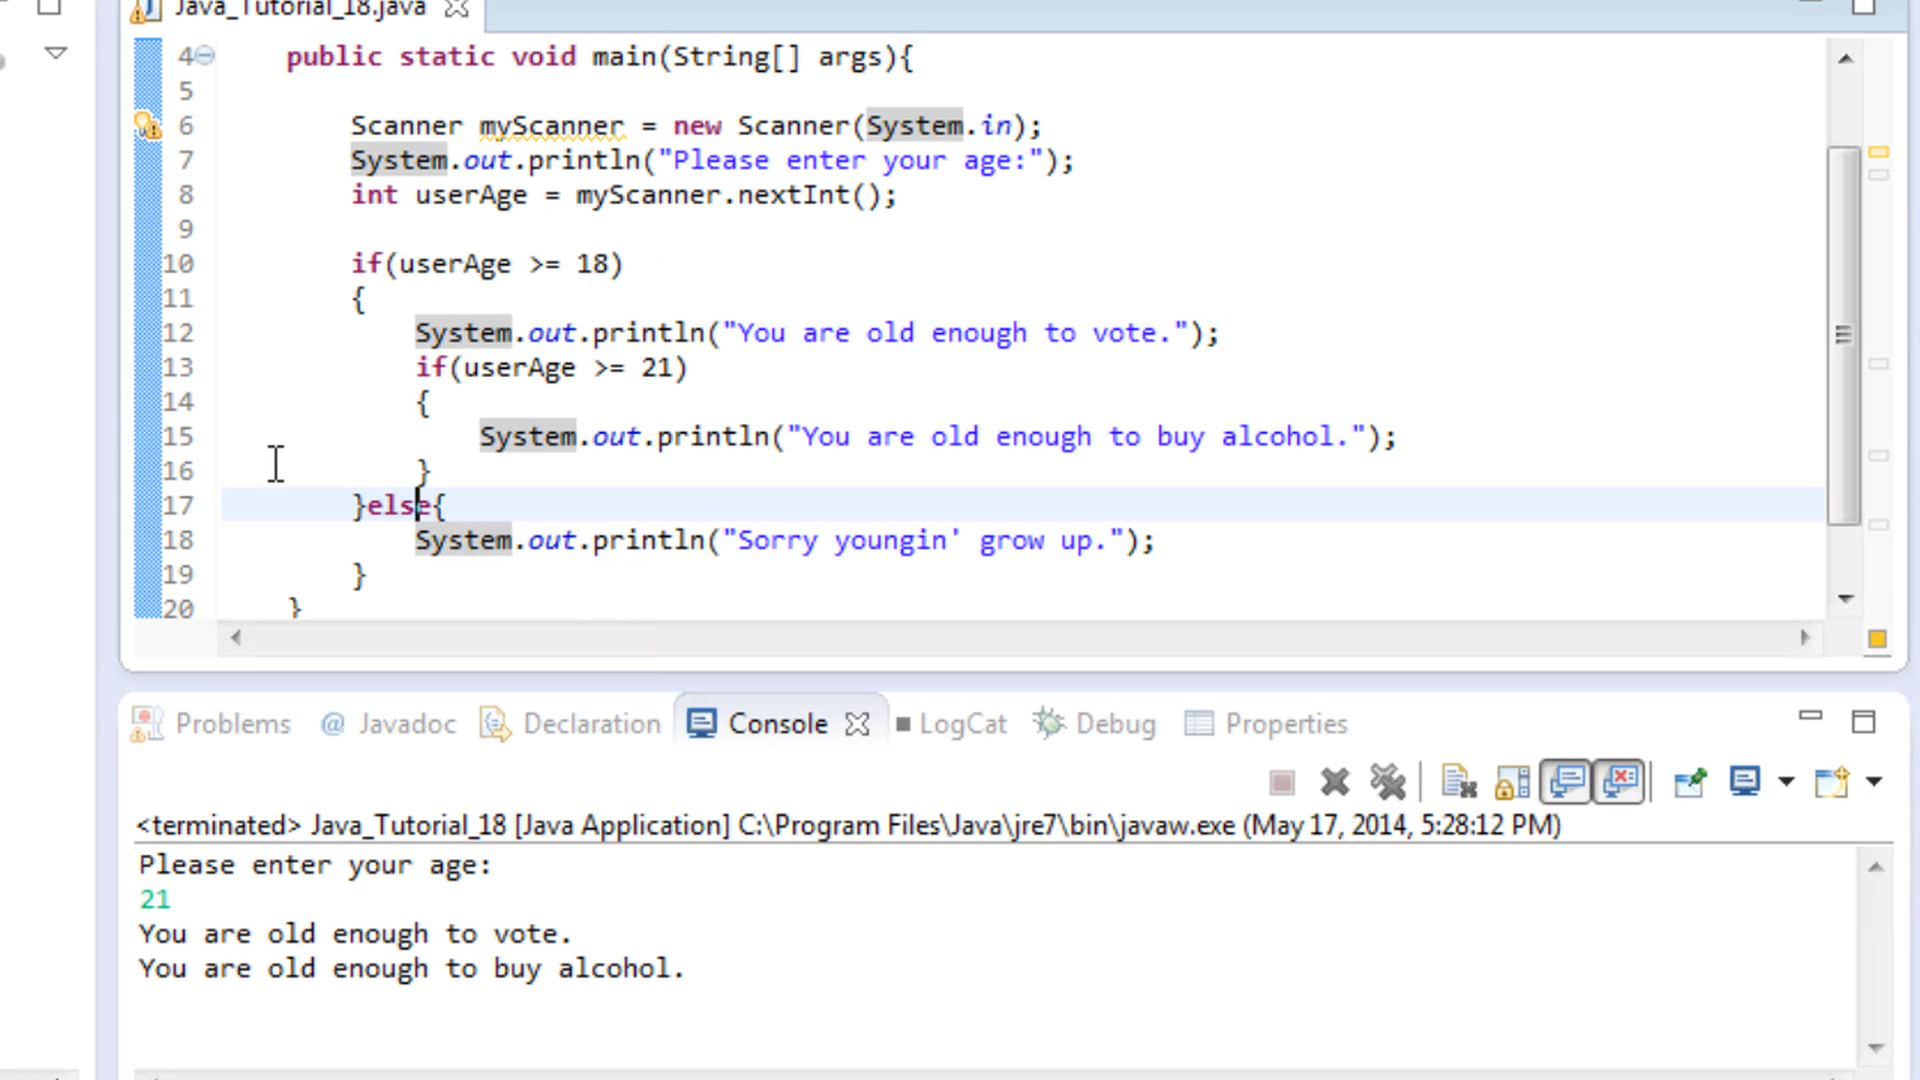 Java_Tutorial_18.java
4 public static void main(String[] args){
5
6 Scanner myScanner = new Scanner(System.in);
7 System.out.println("Please enter your age:");
8 int userAge = myScanner.nextInt();
9
10 if(userAge >= 18)
11 {
12 System.out.println("You are old enough to vote.");
13 if(userAge >= 21)
14 {
15 System.out.println("You are old enough to buy alcohol.");
16 }
17 }else{
18 System.out.println("Sorry youngin' grow up.");
19 }
20 }
Problems @ Javadoc Declaration Console LogCat Debug Properties
<terminated> Java_Tutorial_18 [Java Application] C:\Program Files\Java\jre7\bin\javaw.exe (May 17, 2014, 5:28:12 PM)
Please enter your age:
21
You are old enough to vote.
You are old enough to buy alcohol.